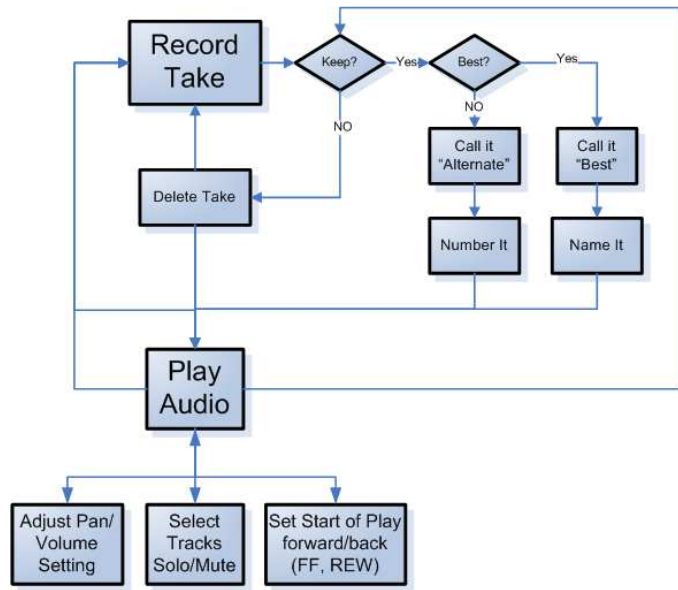 Record
Take
Keep?
Yes
Best?
Yes
NO
NO
Call it
“Alternate”
Call it
“Best”
Delete Take
Number It
Name It
Play
Audio
Adjust Pan/
Volume
Setting
Select
Tracks
Solo/Mute
Set Start of Play
forward/back
(FF, REW)